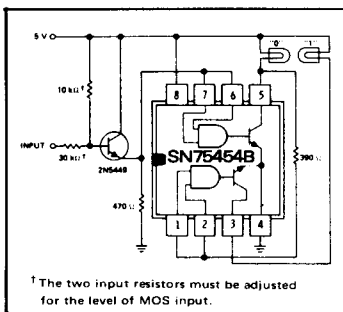 5 V
"0" "1"
10 kΩ†
8 7 6 5
INPUT
30 kΩ†
2N5449
SN75454B
390 Ω
470 Ω
1 2 3 4
† The two input resistors must be adjusted
for the level of MOS input.